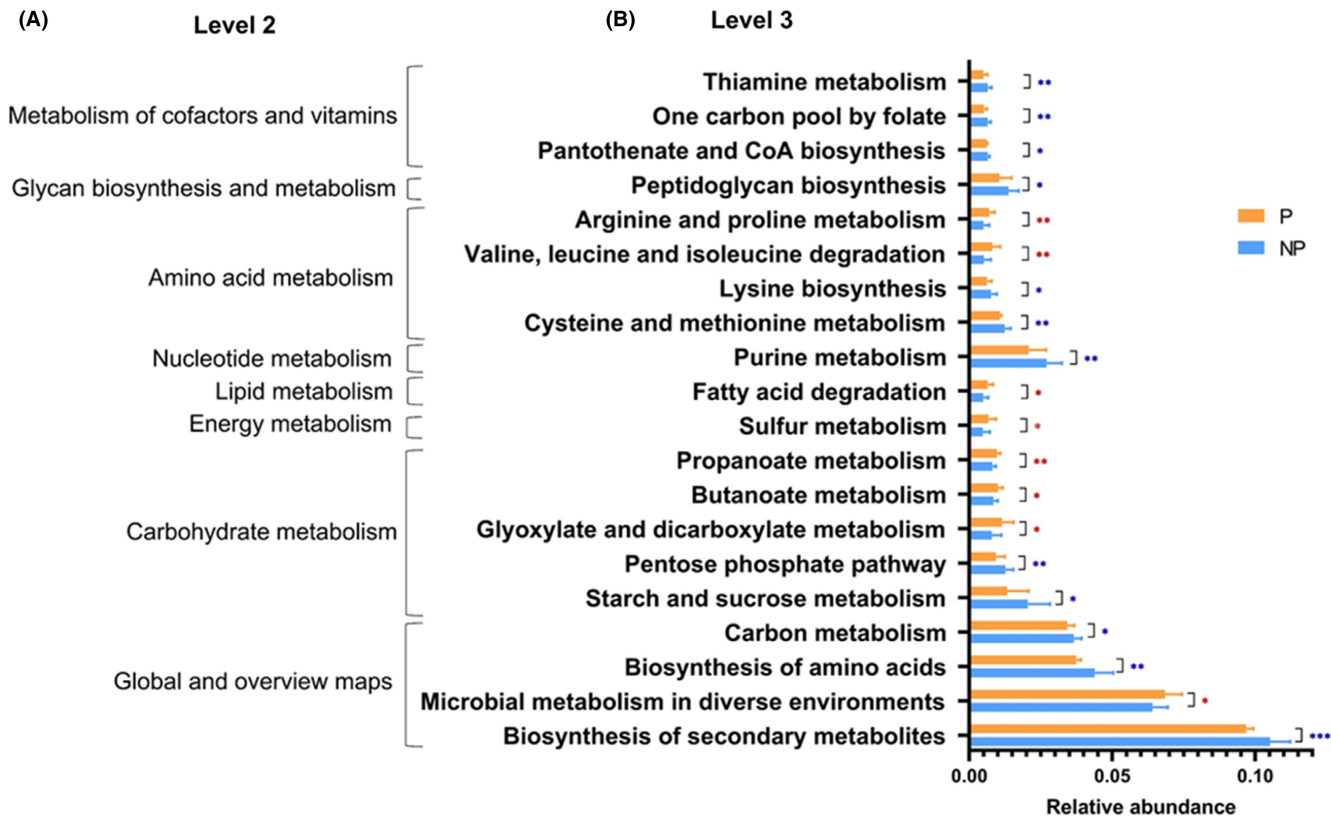 (A)
Level 2
(B)
Level 3
Metabolism of cofactors and vitamins
Glycan biosynthesis and metabolism
Amino acid metabolism
Nucleotide metabolism
Lipid metabolism
Energy metabolism
Carbohydrate metabolism
Global and overview maps
Thiamine metabolism **
One carbon pool by folate **
Pantothenate and CoA biosynthesis *
Peptidoglycan biosynthesis *
Arginine and proline metabolism **
Valine, leucine and isoleucine degradation **
Lysine biosynthesis *
Cysteine and methionine metabolism **
Purine metabolism **
Fatty acid degradation *
Sulfur metabolism *
Propanoate metabolism **
Butanoate metabolism *
Glyoxylate and dicarboxylate metabolism *
Pentose phosphate pathway **
Starch and sucrose metabolism *
Carbon metabolism *
Biosynthesis of amino acids **
Microbial metabolism in diverse environments *
Biosynthesis of secondary metabolites ***
P
NP
0.00 0.05 0.10
Relative abundance